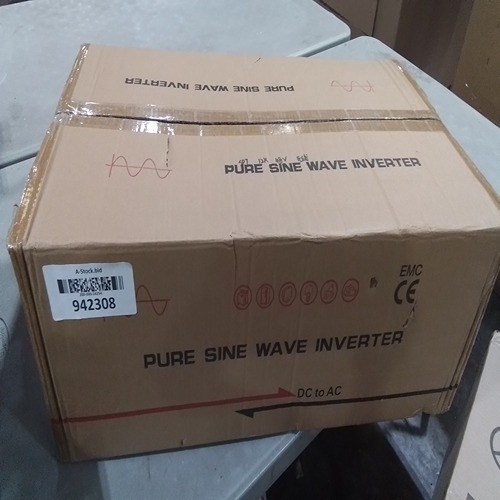 PURE SINE WAVE INVERTER
PURE SINE WAVE INVERTER
A-Stock.bid
942308
EMC
CE
PURE SINE WAVE INVERTER
DC to AC